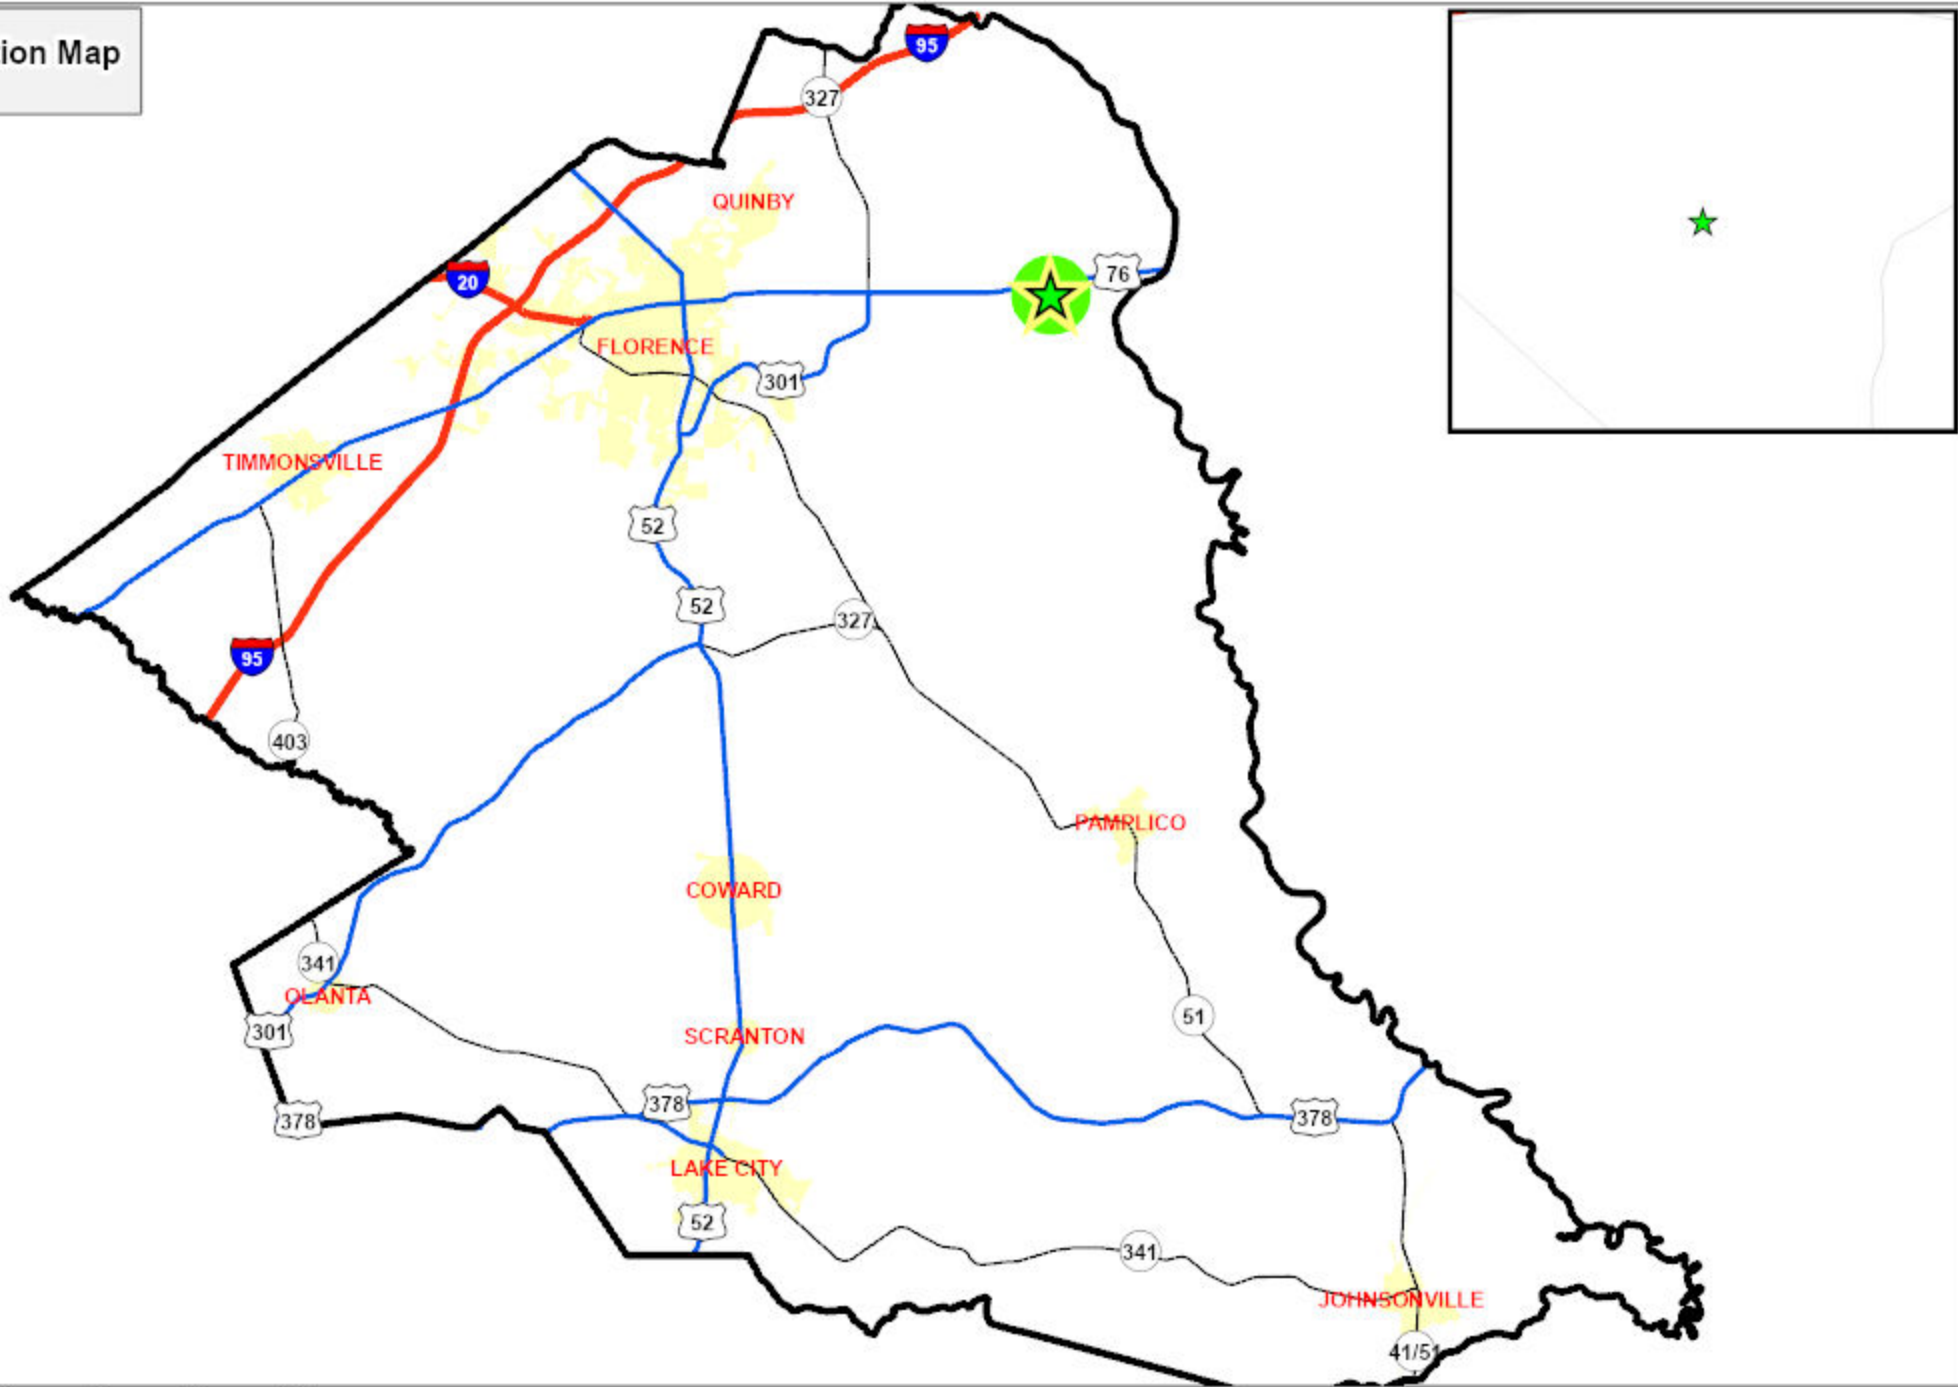 ion Map
95
327
QUINBY
20
76
FLORENCE
301
TIMMONSVILLE
52
52
327
95
403
PAMPLICO
COWARD
341
OLANTA
51
301
SCRANTON
378
378
378
LAKE CITY
52
341
JOHNSONVILLE
41/51